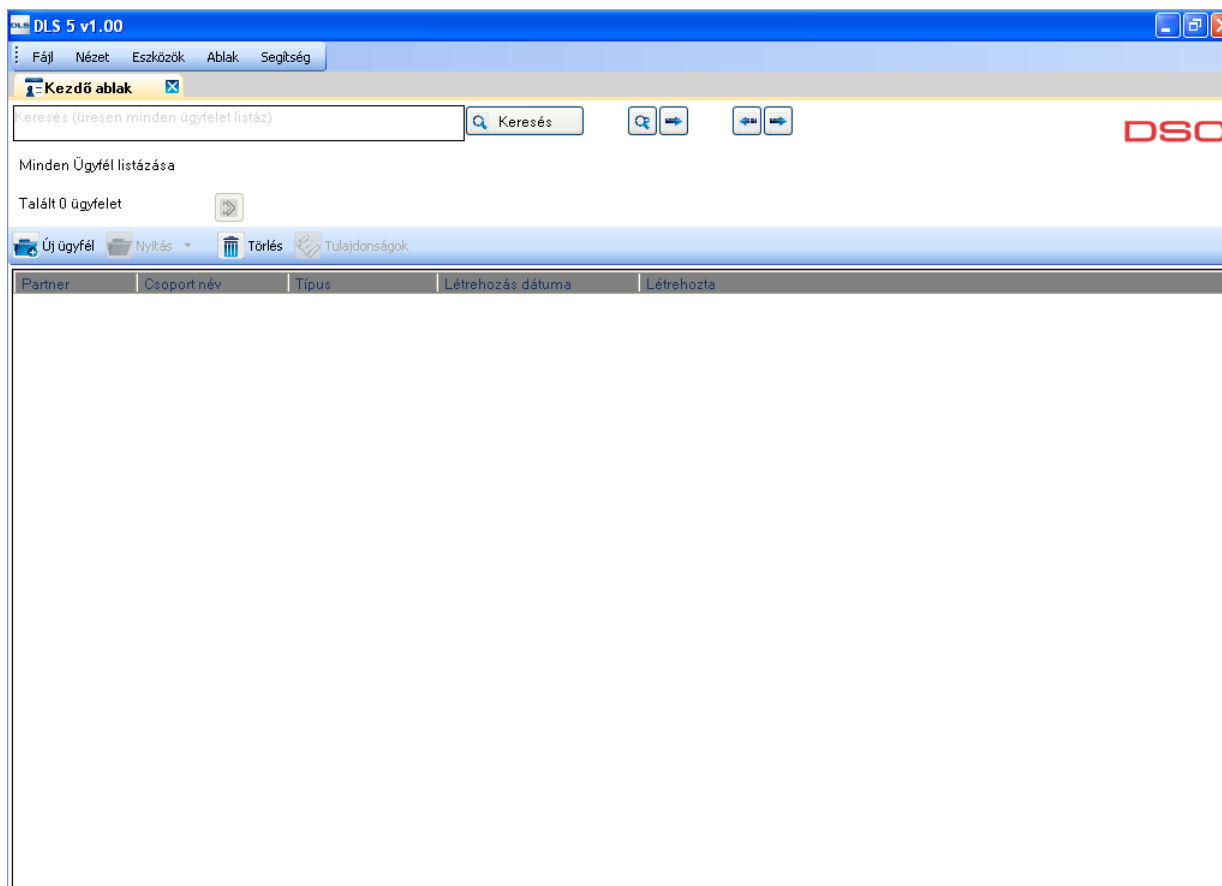 DLS DLS 5 v1.00
Fájl Nézet Eszközök Ablak Segítség
Kezdő ablak
Keresés (üresen minden ügyfelet listáz) Keresés
DSC
Minden Ügyfél listázása
Talált 0 ügyfelet
Új ügyfél Nyitás Törlés Tulajdonságok
Partner Csoport név Típus Létrehozás dátuma Létrehozta